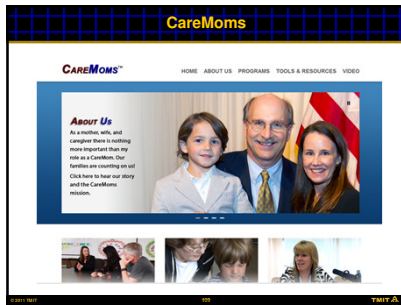 CareMoms
CAREMOMS™
HOME ABOUT US PROGRAMS TOOLS & RESOURCES VIDEO
ABOUT US
As a mother, wife, and
caregiver there is nothing
more important than my
role as a CareMom. Our
families are counting on us!
Click here to hear our story
and the CareMoms
mission.
© 2011 TMIT
TMIT